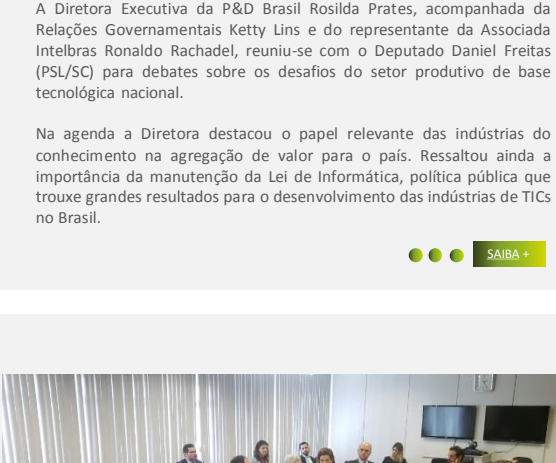 A Diretora Executiva da P&D Brasil Rosilda Prates, acompanhada da
Relações Governamentais Ketty Lins e do representante da Associada
Intelbras Ronaldo Rachadel, reuniu-se com o Deputado Daniel Freitas
(PSL/SC) para debates sobre os desafios do setor produtivo de base
tecnológica nacional.
Na agenda a Diretora destacou o papel relevante das indústrias do
conhecimento na agregação de valor para o país. Ressaltou ainda a
importância da manutenção da Lei de Informática, política pública que
trouxe grandes resultados para o desenvolvimento das indústrias de TICs
no Brasil.
SAIBA +